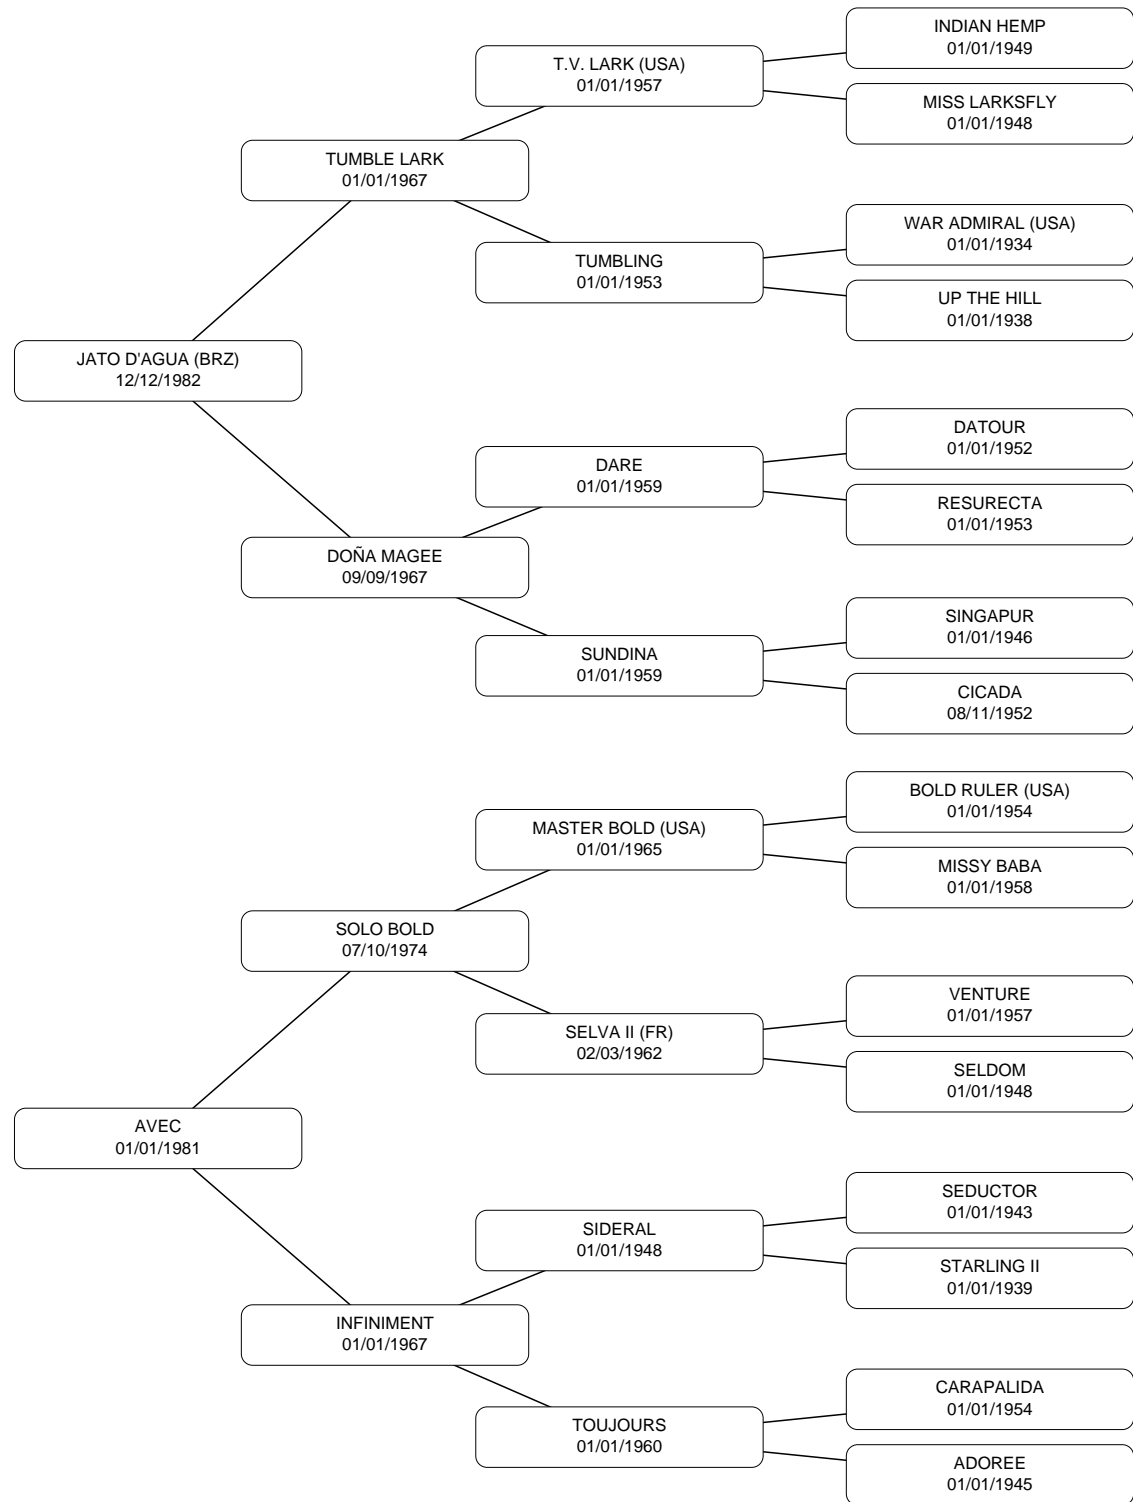 INDIAN HEMP
01/01/1949
T.V. LARK (USA)
01/01/1957
MISS LARKSFLY
01/01/1948
TUMBLE LARK
01/01/1967
WAR ADMIRAL (USA)
01/01/1934
TUMBLING
01/01/1953
UP THE HILL
01/01/1938
JATO D'AGUA (BRZ)
12/12/1982
DATOUR
01/01/1952
DARE
01/01/1959
RESURECTA
01/01/1953
DOÑA MAGEE
09/09/1967
SINGAPUR
01/01/1946
SUNDINA
01/01/1959
CICADA
08/11/1952
BOLD RULER (USA)
01/01/1954
MASTER BOLD (USA)
01/01/1965
MISSY BABA
01/01/1958
SOLO BOLD
07/10/1974
VENTURE
01/01/1957
SELVA II (FR)
02/03/1962
SELDOM
01/01/1948
AVEC
01/01/1981
SEDUCTOR
01/01/1943
SIDERAL
01/01/1948
STARLING II
01/01/1939
INFINIMENT
01/01/1967
CARAPALIDA
01/01/1954
TOUJOURS
01/01/1960
ADOREE
01/01/1945